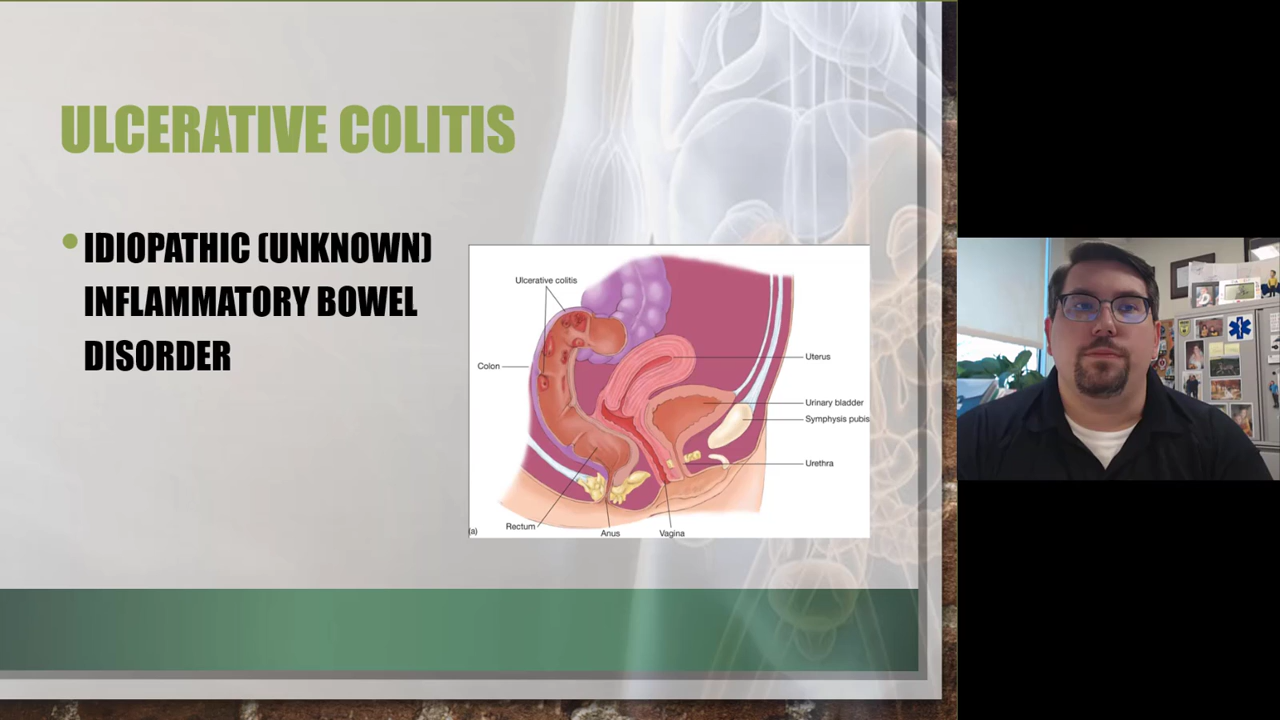 ULCERATIVE COLITIS
IDIOPATHIC (UNKNOWN)
INFLAMMATORY BOWEL
DISORDER
Ulcerative colitis
Colon
Uterus
Urinary bladder
Symphysis pubis
Urethra
Rectum
Anus
Vagina
(a)